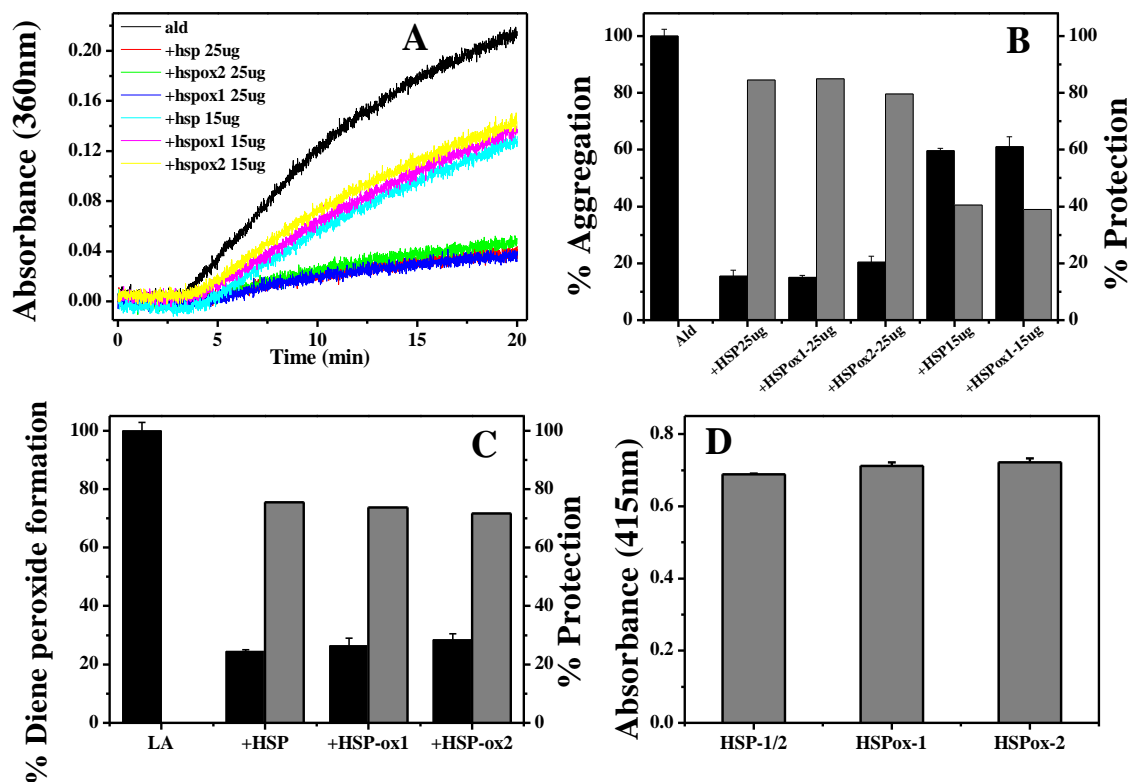 A
ald
+hsp 25ug
+hspox2 25ug
+hspox1 25ug
+hsp 15ug
+hspox1 15ug
+hspox2 15ug
Absorbance (360nm)
0.20
0.16
0.12
0.08
0.04
0.00
0
5
10
15
20
Time (min)
B
% Aggregation
100
80
60
40
20
0
% Protection
100
80
60
40
20
0
Ald
+HSP25ug
+HSPox1-25ug
+HSPox2-25ug
+HSP15ug
+HSPox1-15ug
C
% Diene peroxide formation
100
80
60
40
20
0
% Protection
100
80
60
40
20
0
LA
+HSP
+HSP-ox1
+HSP-ox2
D
Absorbance (415nm)
0.8
0.6
0.4
0.2
0.0
HSP-1/2
HSPox-1
HSPox-2